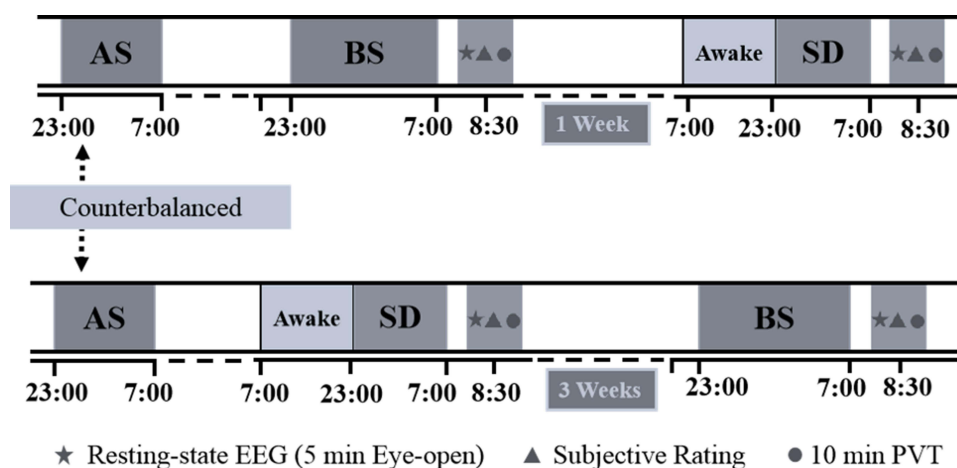 AS BS ★▲● Awake SD ★▲●
23:00 7:00 23:00 7:00 8:30 1 Week 7:00 23:00 7:00 8:30
Counterbalanced
AS Awake SD ★▲● BS ★▲●
23:00 7:00 7:00 23:00 7:00 8:30 3 Weeks 23:00 7:00 8:30
★ Resting-state EEG (5 min Eye-open) ▲ Subjective Rating ● 10 min PVT